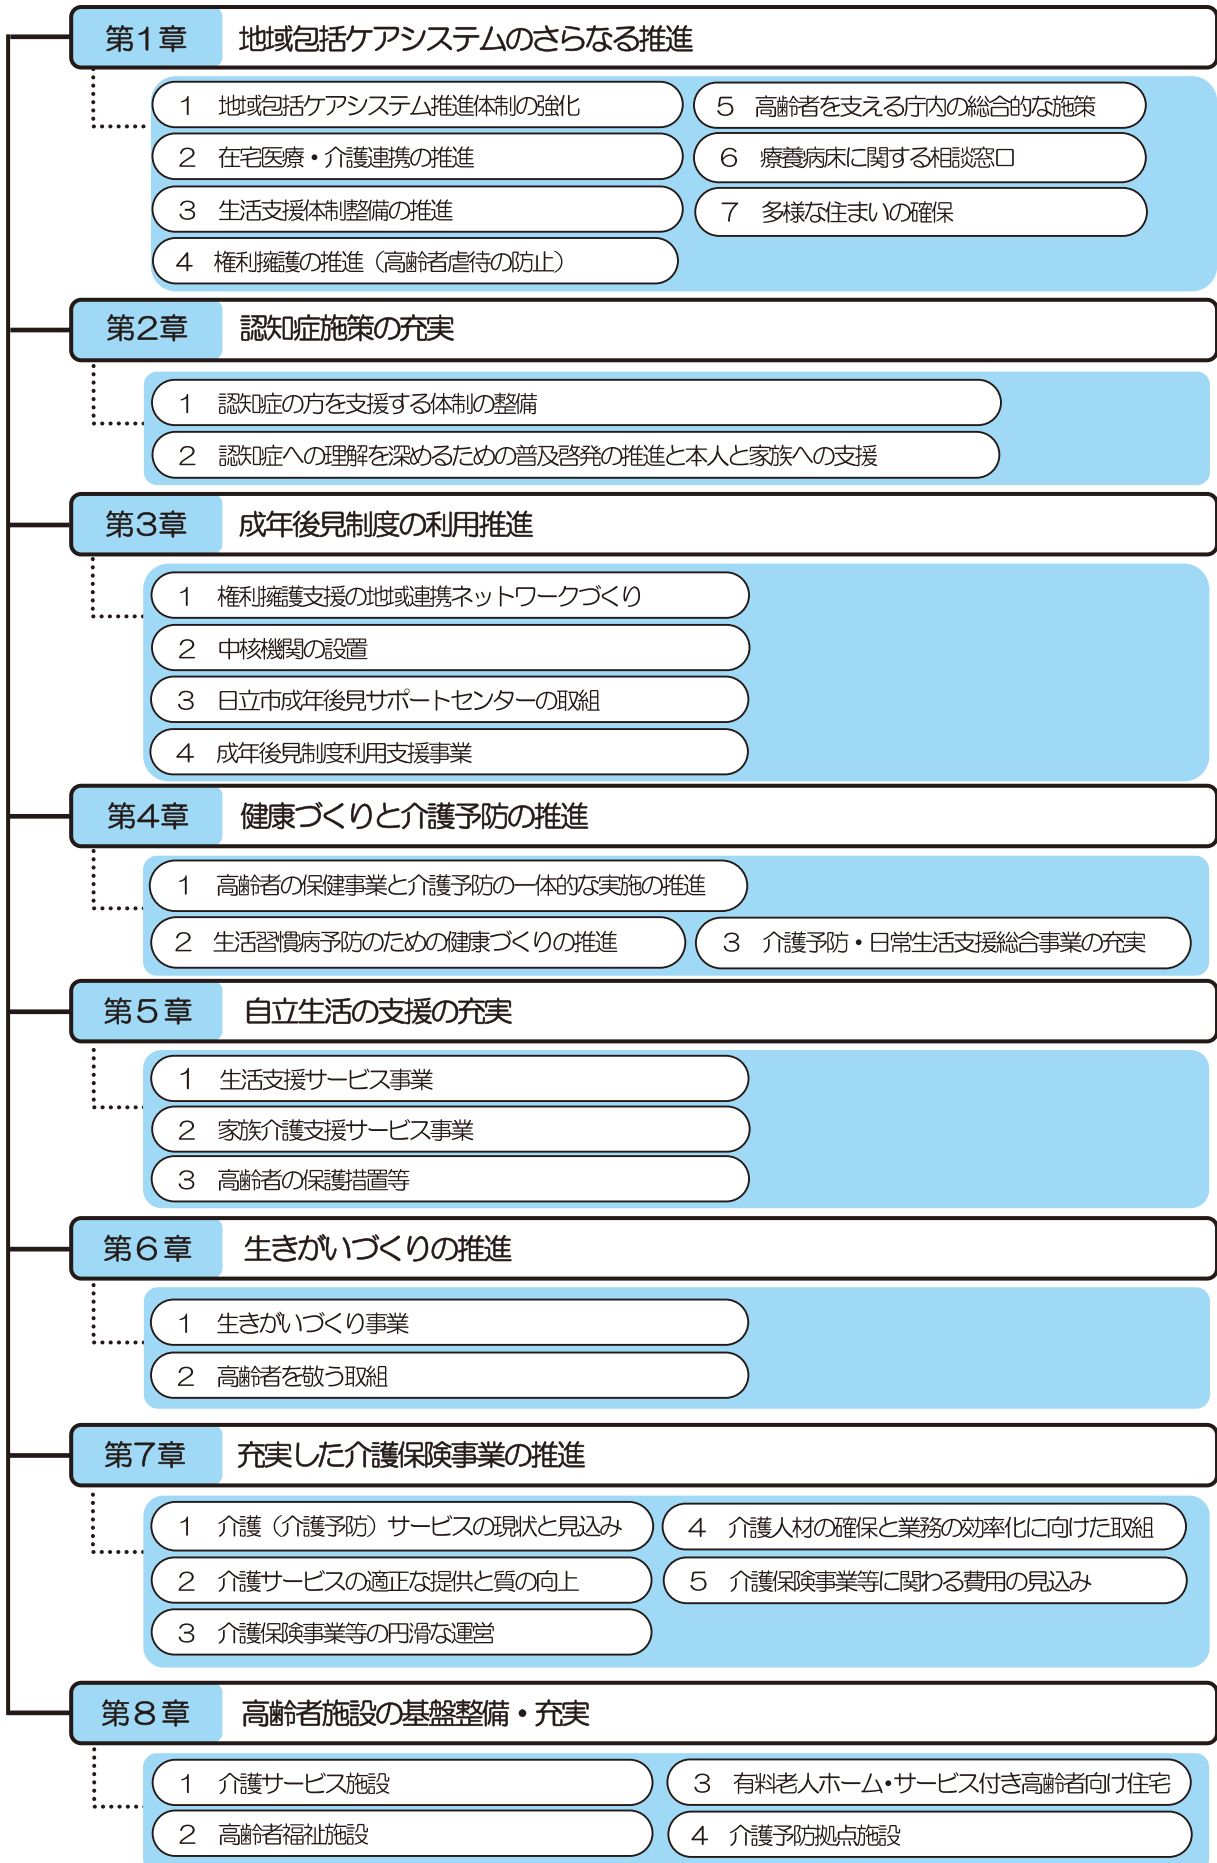 第1章 地域包括ケアシステムのさらなる推進
1 地域包括ケアシステム推進体制の強化
2 在宅医療・介護連携の推進
3 生活支援体制整備の推進
4 権利擁護の推進（高齢者虐待の防止）
5 高齢者を支える庁内の総合的な施策
6 療養病床に関する相談窓口
7 多様な住まいの確保
第2章 認知症施策の充実
1 認知症の方を支援する体制の整備
2 認知症への理解を深めるための普及啓発の推進と本人と家族への支援
第3章 成年後見制度の利用推進
1 権利擁護支援の地域連携ネットワークづくり
2 中核機関の設置
3 日立市成年後見サポートセンターの取組
4 成年後見制度利用支援事業
第4章 健康づくりと介護予防の推進
1 高齢者の保健事業と介護予防の一体的な実施の推進
2 生活習慣病予防のための健康づくりの推進
3 介護予防・日常生活支援総合事業の充実
第5章 自立生活の支援の充実
1 生活支援サービス事業
2 家族介護支援サービス事業
3 高齢者の保護措置等
第6章 生きがいづくりの推進
1 生きがいづくり事業
2 高齢者を敬う取組
第7章 充実した介護保険事業の推進
1 介護（介護予防）サービスの現状と見込み
2 介護サービスの適正な提供と質の向上
3 介護保険事業等の円滑な運営
4 介護人材の確保と業務の効率化に向けた取組
5 介護保険事業等に関わる費用の見込み
第8章 高齢者施設の基盤整備・充実
1 介護サービス施設
2 高齢者福祉施設
3 有料老人ホーム・サービス付き高齢者向け住宅
4 介護予防拠点施設